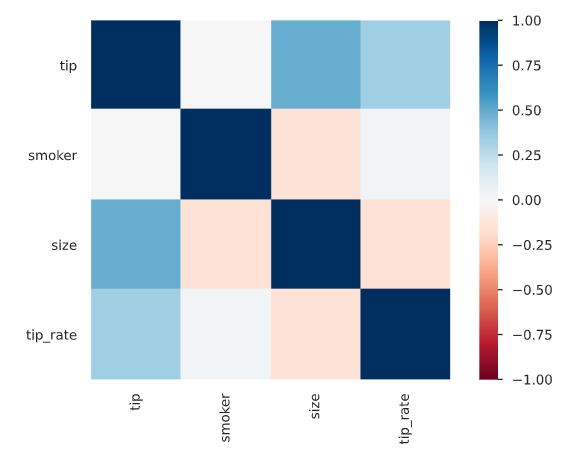 tip
smoker
size
tip_rate
tip
smoker
size
tip_rate
1.00
0.75
0.50
0.25
0.00
−0.25
−0.50
−0.75
−1.00